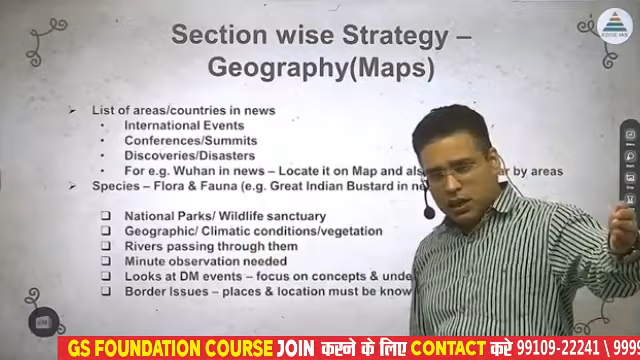 Section wise Strategy –
Geography(Maps)
List of areas/countries in news
International Events
Conferences/Summits
Discoveries/Disasters
For e.g. Wuhan in news – Locate it on Map and by areas
Species – Flora & Fauna (e.g. Great Indian Bustard in
National Parks/ Wildlife sanctuary
Geographic/ Climatic conditions/vegetation
Rivers passing through them
Minute observation needed
Looks at DM events – focus on concepts &
Border Issues – places & location must be know
GS FOUNDATION COURSE JOIN करने के लिए CONTACT करे 99109-22241 \ 999